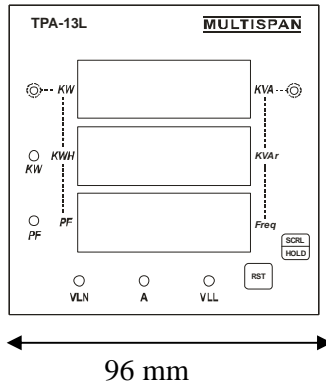 TPA-13L MULTISPAN
KW KVA
KWH KVAr
KW
PF Freq
PF
SCRL
HOLD
RST
VLN A VLL
96 mm